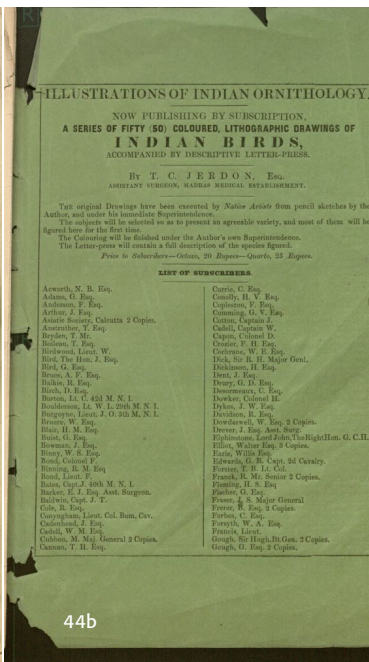 ILLUSTRATIONS OF INDIAN ORNITHOLOGY,
NOW PUBLISHING BY SUBSCRIPTION,
A SERIES OF FIFTY (50) COLOURED, LITHOGRAPHIC DRAWINGS OF
INDIAN BIRDS,
ACCOMPANIED BY DESCRIPTIVE LETTER-PRESS.
BY T. C. JERDON, Esq.
ASSISTANT SURGEON, MADRAS MEDICAL ESTABLISHMENT.
THE original Drawings have been executed by Native Artists from pencil sketches by the
Author, and under his immediate Superintendence.
The subjects will be selected so as to present an agreeable variety, and most of them will be
figured here for the first time.
The Colouring will be finished under the Author's own Superintendence.
The Letter-press will contain a full description of the species figured.
Price to Subscribers—Octavo, 20 Rupees—Quarto, 25 Rupees.
LIST OF SUBSCRIBERS.
Acworth, N. B. Esq.
Adams, G. Esq.
Anderson, F. Esq.
Arthur, J. Esq.
Asiatic Society, Calcutta 2 Copies.
Anstruther, T. Esq.
Bryden, T. Mr.
Boileau, T. Esq.
Birdwood, Lieut. W.
Bird, The Hon. J. Esq.
Bird, G. Esq.
Bruce, A. F. Esq.
Baikie, R. Esq.
Birch, D. Esq.
Burton, Lt. C. 42d M. N. I.
Boulderson, Lt. W. L. 29th M. N. I.
Burgoyne, Lieut. J. O. 5th M. N. I.
Bruere, W. Esq.
Blair, H. M. Esq.
Buist, G. Esq.
Bowman, J. Esq.
Binny, W. S. Esq.
Bond, Colonel F.
Binning, R. M. Esq
Bond, Lieut. F.
Bates, Capt. J. 40th M. N. I.
Barker, E. J. Esq. Asst. Surgeon.
Baldwin, Capt. J. T.
Cole, R. Esq.
Conyngham, Lieut. Col. Bom. Cav.
Cadenhead, J. Esq.
Cadell, W. M. Esq.
Cubbon, M. Maj. General 2 Copies.
Cannan, T. H. Esq.
Currie, C. Esq.
Conolly, H. V. Esq.
Copleston, F. Esq.
Cumming, G. V. Esq.
Cotton, Captain J.
Cadell, Captain W.
Capon, Colonel D.
Crozier, F. H. Esq.
Cochrane, W. E. Esq.
Dick, Sir R. H. Major Genl.
Dickinson, H. Esq.
Dent, J. Esq.
Drury, G. D. Esq.
Desormeaux, C. Esq.
Dowker, Colonel H.
Dykes, J. W. Esq.
Davidson, R. Esq.
Dowdeswell, W. Esq. 2 Copies.
Drever, J. Esq. Asst. Surg.
Elphinstone, Lord John, The Right Hon. G. C. H.
Elliot, Walter Esq. 3 Copies.
Earle, Willis Esq.
Edwards, G. R. Capt. 2d Cavalry.
Forster, T. B. Lt. Col.
Franck, R. Mr. Senior 2 Copies.
Fleming, H. S. Esq
Fischer, G. Esq.
Fraser, J. S. Major General
Frerer, B. Esq. 2 Copies.
Forbes, C. Esq.
Forsyth, W. A. Esq.
Francis, Lieut.
Gough, Sir Hugh, Bt. Gen. 2 Copies.
Gough, G. Esq. 2 Copies.
44b